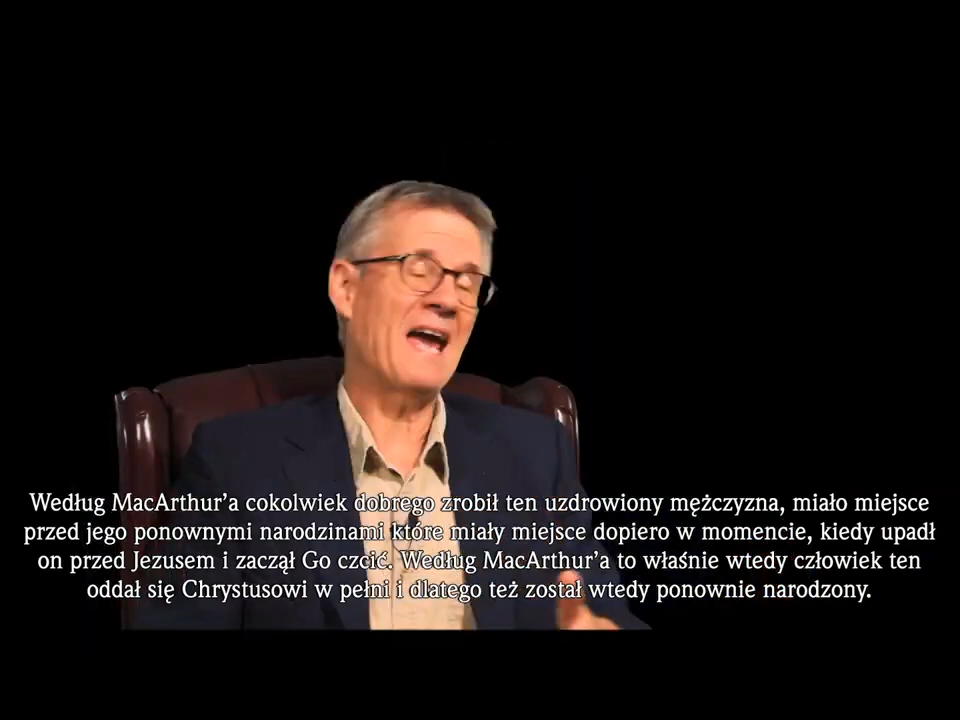 Według MacArthur'a cokolwiek dobrego zrobił ten uzdrowiony mężczyzna, miało miejsce
przed jego ponownymi narodzinami które miały miejsce dopiero w momencie, kiedy upadł
on przed Jezusem i zaczął Go czcić. Według MacArthur'a to właśnie wtedy człowiek ten
oddał się Chrystusowi w pełni i dlatego też został wtedy ponownie narodzony.